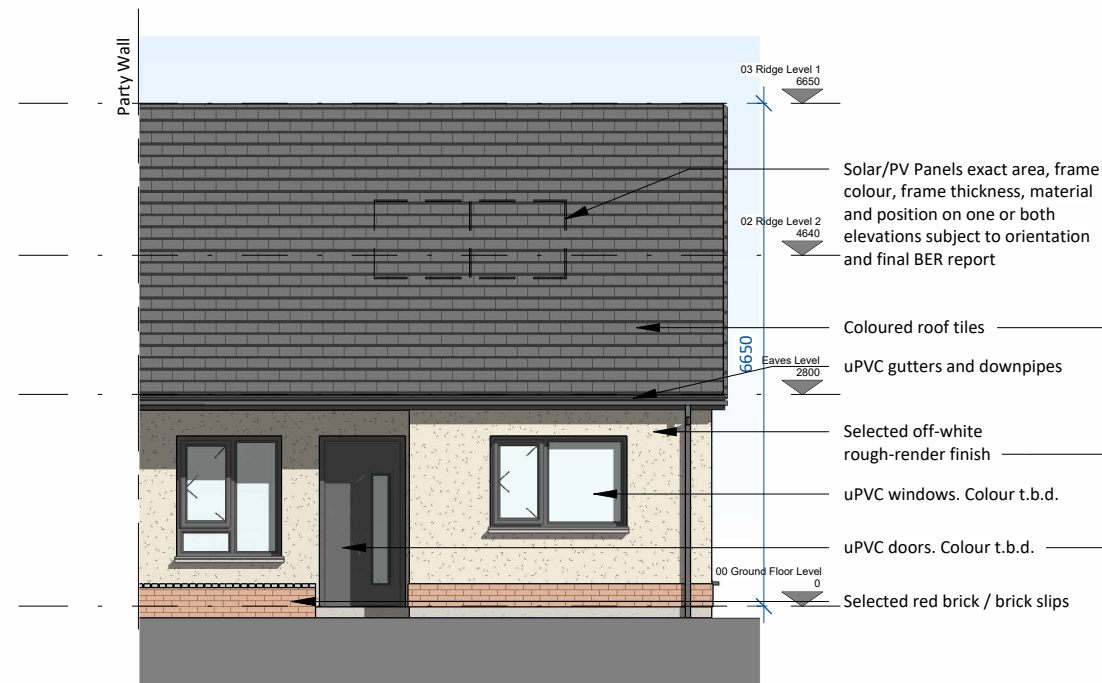 Party Wall
03 Ridge Level 1
6650
Solar/PV Panels exact area, frame
colour, frame thickness, material
and position on one or both
elevations subject to orientation
and final BER report
02 Ridge Level 2
4640
Coloured roof tiles
6650
Eaves Level
2800
uPVC gutters and downpipes
Selected off-white
rough-render finish
uPVC windows. Colour t.b.d.
uPVC doors. Colour t.b.d.
00 Ground Floor Level
0
Selected red brick / brick slips